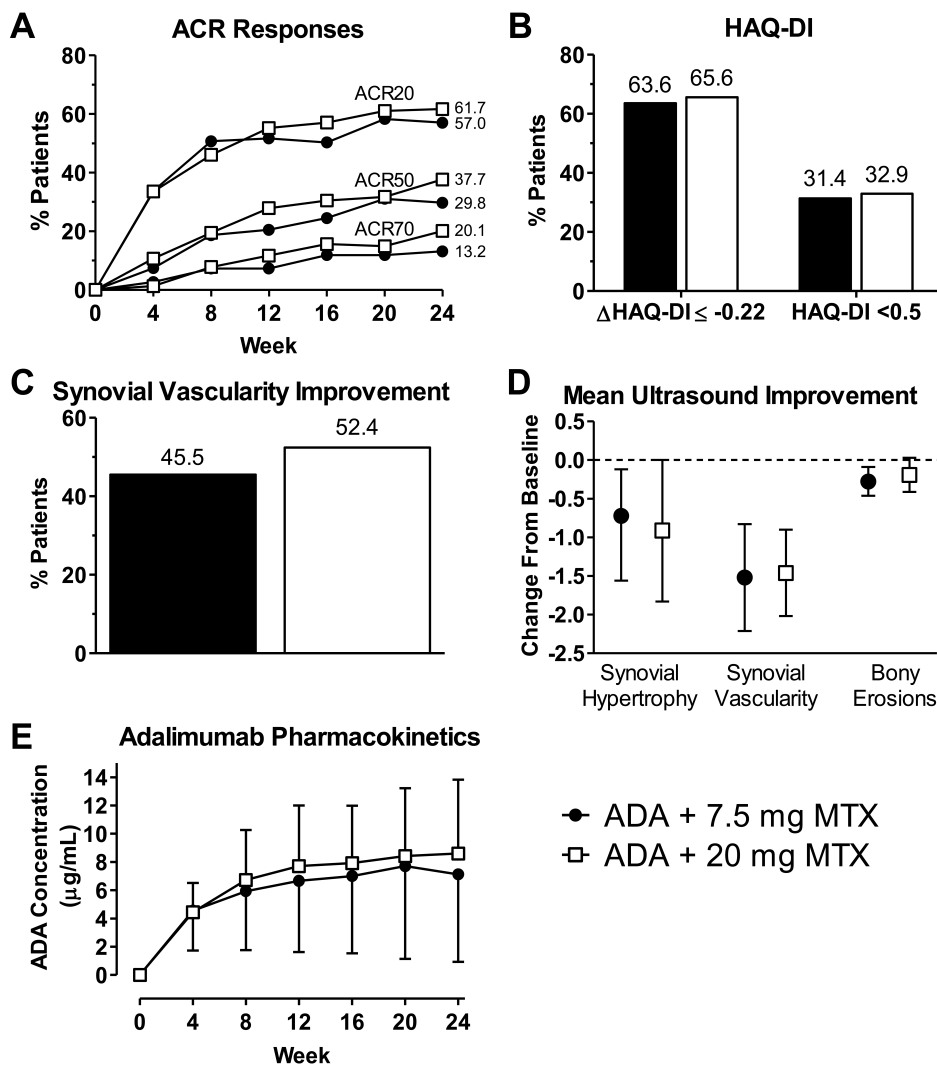 A
ACR Responses
% Patients
80
60
40
20
0
ACR20
61.7
57.0
ACR50
37.7
29.8
ACR70
20.1
13.2
0 4 8 12 16 20 24
Week
B
HAQ-DI
% Patients
80
60
40
20
0
63.6
65.6
31.4
32.9
ΔHAQ-DI ≤ -0.22
HAQ-DI <0.5
C
Synovial Vascularity Improvement
% Patients
60
40
20
0
45.5
52.4
D
Mean Ultrasound Improvement
Change From Baseline
0.5
0.0
-0.5
-1.0
-1.5
-2.0
-2.5
Synovial
Hypertrophy
Synovial
Vascularity
Bony
Erosions
E
Adalimumab Pharmacokinetics
ADA Concentration
(μg/mL)
14
12
10
8
6
4
2
0
0 4 8 12 16 20 24
Week
ADA + 7.5 mg MTX
ADA + 20 mg MTX